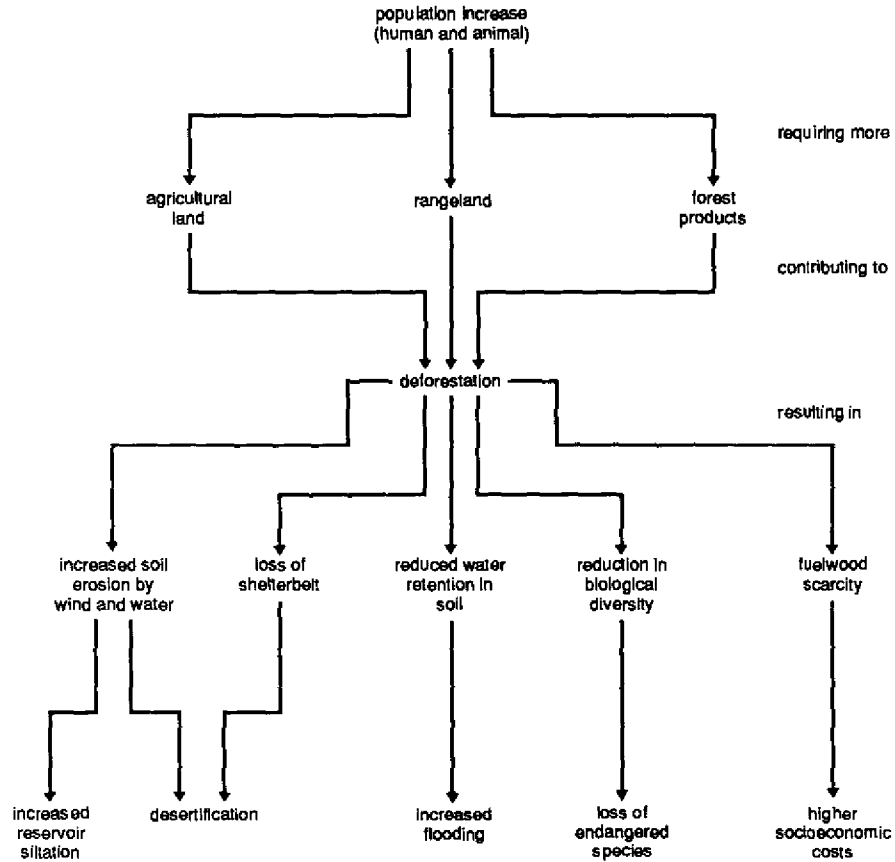 population increase
(human and animal)
requiring more
agricultural
land
rangeland
forest
products
contributing to
deforestation
resulting in
increased soil
erosion by
wind and water
loss of
shelterbelt
reduced water
retention in
soil
reduction in
biological
diversity
fuelwood
scarcity
increased
reservoir
siltation
desertification
increased
flooding
loss of
endangered
species
higher
socioeconomic
costs